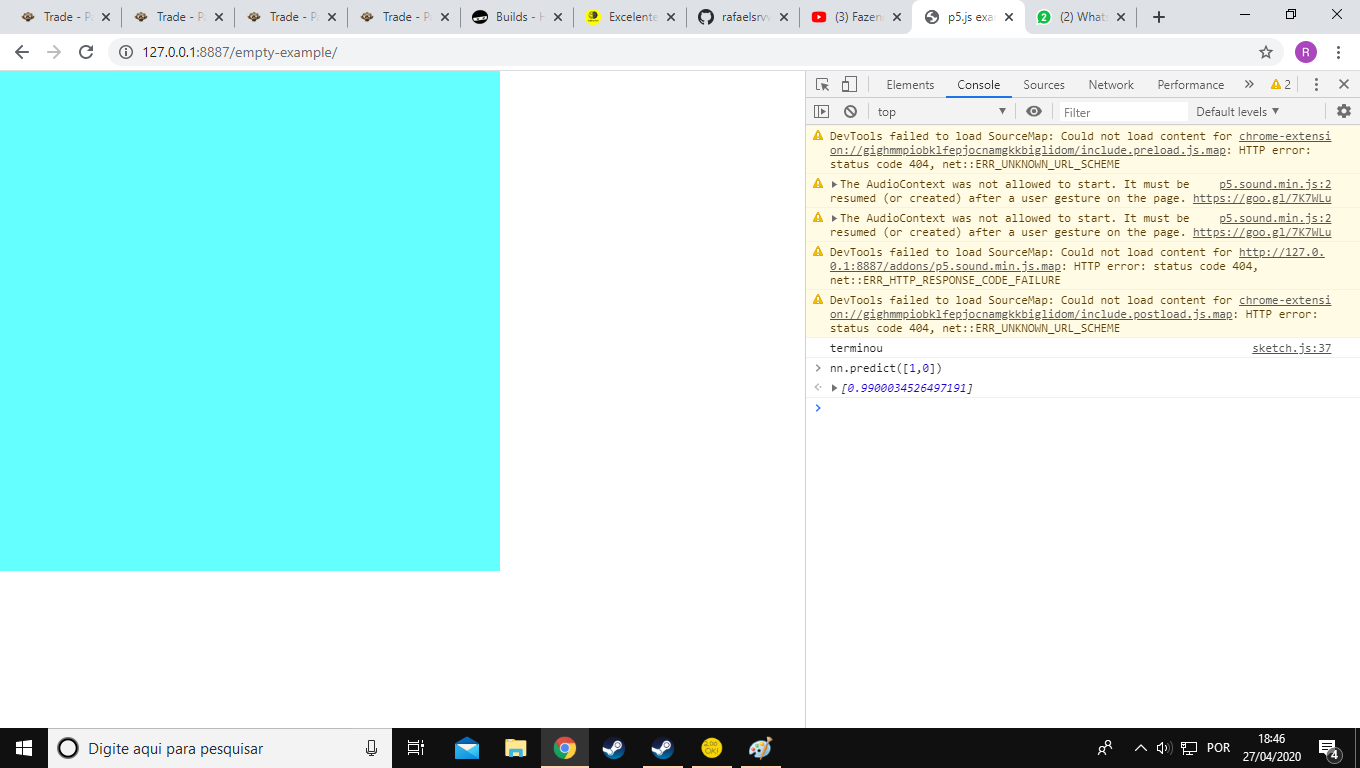 Trade - P
Trade - P
Trade - P
Trade - P
Builds - H
Excelente
rafaelsrvv
(3) Fazen
p5.js exa
2
(2) Whats
127.0.0.1:8887/empty-example/
R
Elements
Console
Sources
Network
Performance
2
top
Filter
Default levels
DevTools failed to load SourceMap: Could not load content for chrome-extensi
on://gighmmpiobklfepjocnamgkkbiglidom/include.preload.js.map: HTTP error:
status code 404, net::ERR_UNKNOWN_URL_SCHEME
The AudioContext was not allowed to start. It must be p5.sound.min.js:2
resumed (or created) after a user gesture on the page. https://goo.gl/7K7WLu
The AudioContext was not allowed to start. It must be p5.sound.min.js:2
resumed (or created) after a user gesture on the page. https://goo.gl/7K7WLu
DevTools failed to load SourceMap: Could not load content for http://127.0.
0.1:8887/addons/p5.sound.min.js.map: HTTP error: status code 404,
net::ERR_HTTP_RESPONSE_CODE_FAILURE
DevTools failed to load SourceMap: Could not load content for chrome-extensi
on://gighmmpiobklfepjocnamgkkbiglidom/include.postload.js.map: HTTP error:
status code 404, net::ERR_UNKNOWN_URL_SCHEME
terminou sketch.js:37
nn.predict([1,0])
[0.9900034526497191]
Digite aqui para pesquisar
POR
18:46
27/04/2020
4